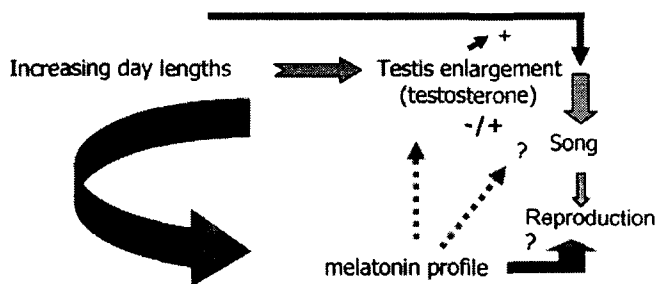 +
Increasing day lengths
Testis enlargement
(testosterone)
-/+
?
Song
Reproduction
?
melatonin profile